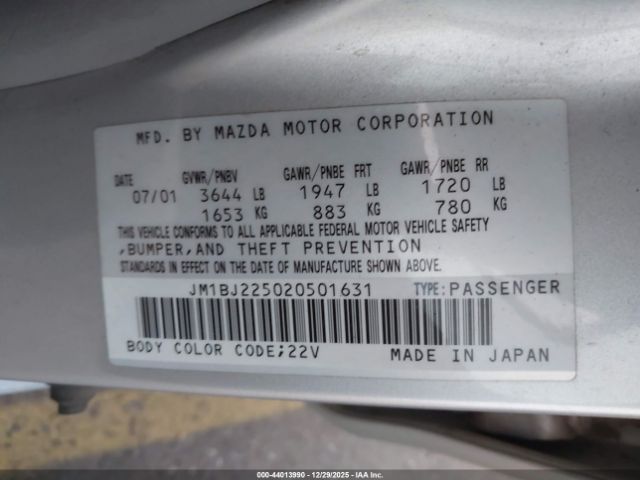 MFD. BY MAZDA MOTOR CORPORATION
DATE GVWR/PNBV GAWR/PNBE FRT GAWR/PNBE RR
07/01 3644 LB 1947 LB 1720 LB
1653 KG 883 KG 780 KG
THIS VEHICLE CONFORMS TO ALL APPLICABLE FEDERAL MOTOR VEHICLE SAFETY
,BUMPER,AND THEFT PREVENTION
STANDARDS IN EFFECT ON THE DATE OF MANUFACTURE SHOWN ABOVE.
JM1BJ225020501631 TYPE:PASSENGER
BODY COLOR CODE;22V MADE IN JAPAN
000-44013990 12/29/2025 IAAI Inc.